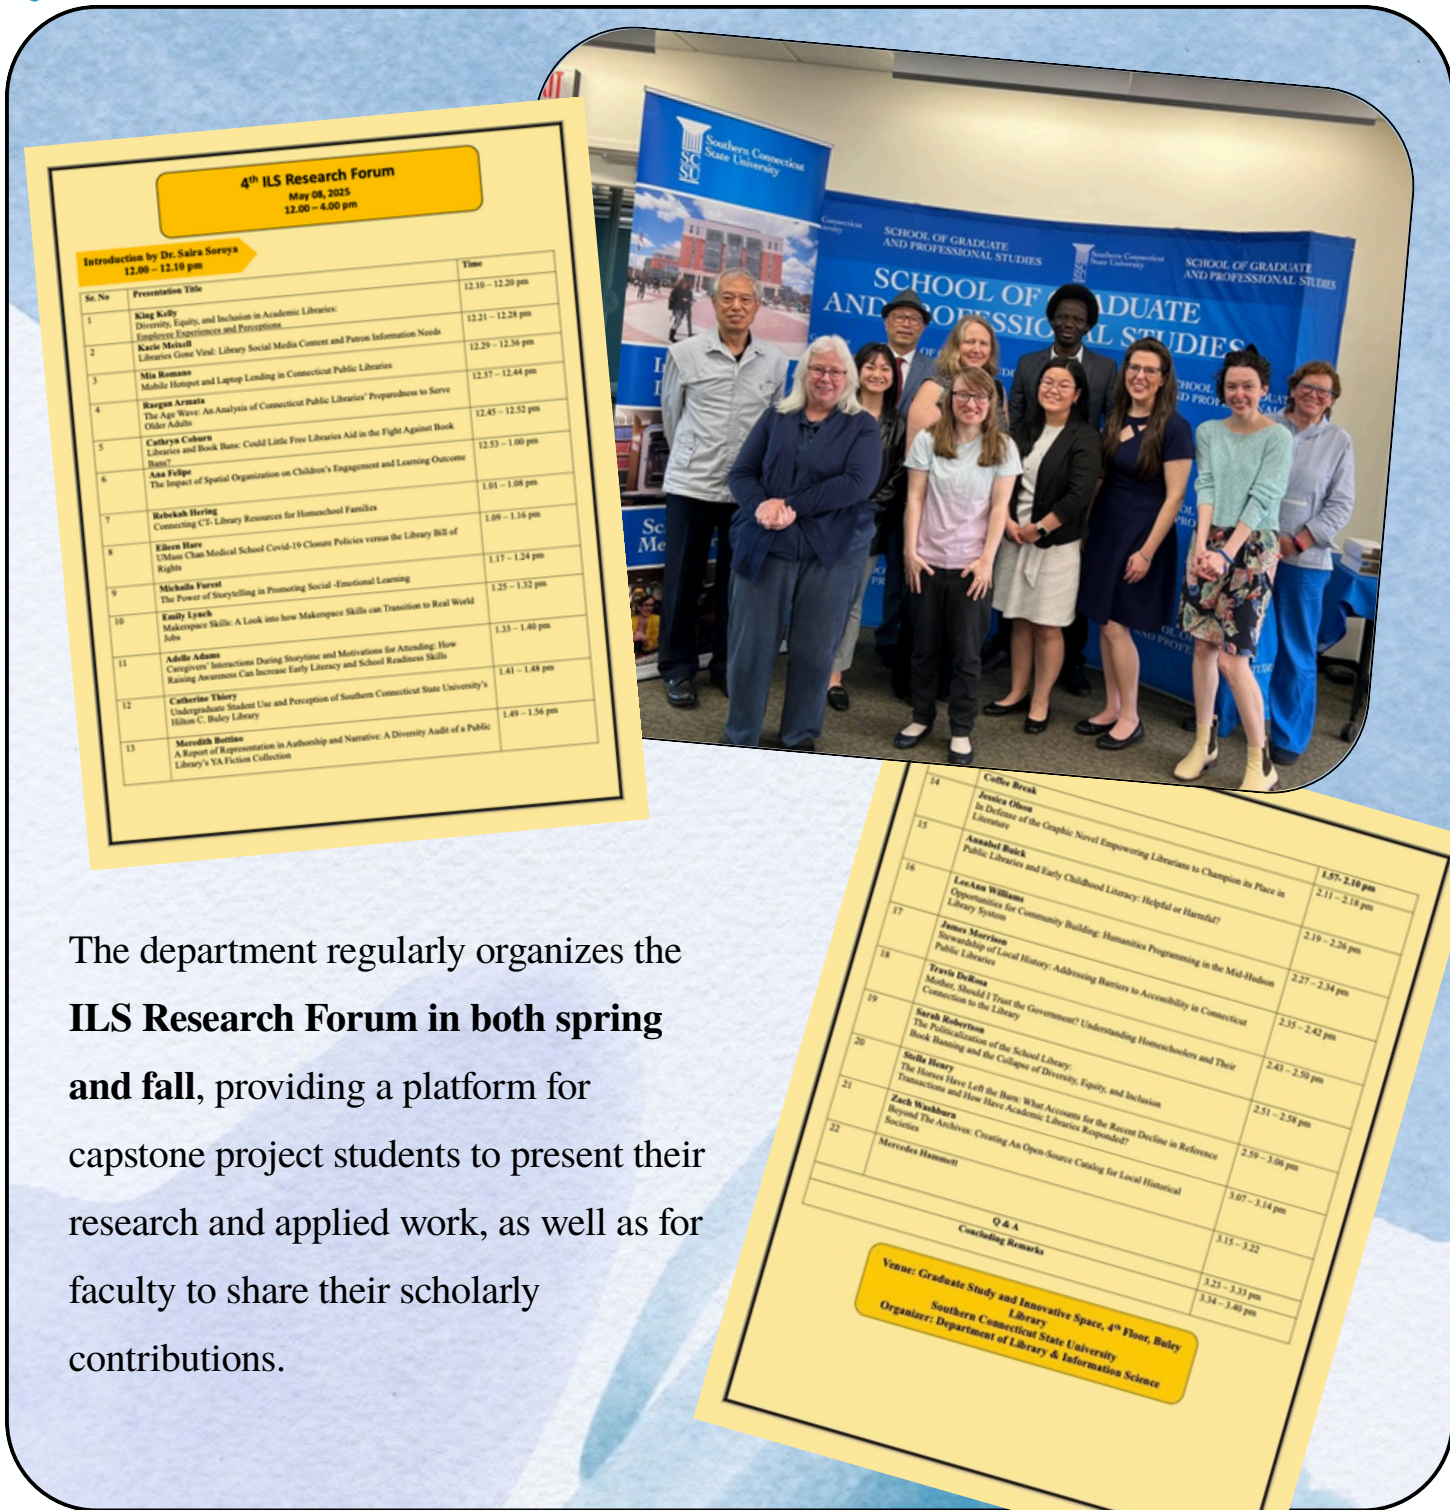 4th ILS Research Forum
May 08, 2025
12.00 – 4.00 pm
Introduction by Dr. Saira Soroya
12.00 – 12.10 pm
Sr. No Presentation Title Time
1 King Kelly 12.10 – 12.20 pm
Diversity, Equity, and Inclusion in Academic Libraries:
Employee Experiences and Perceptions
2 Kacie Meixell 12.21 – 12.28 pm
Libraries Gone Viral: Library Social Media Content and Patron Information Needs
3 Mia Romano 12.29 – 12.36 pm
Mobile Hotspot and Laptop Lending in Connecticut Public Libraries
4 Raegan Armata 12.37 – 12.44 pm
The Age Wave: An Analysis of Connecticut Public Libraries' Preparedness to Serve
Older Adults
5 Cathryn Coburn 12.45 – 12.52 pm
Libraries and Book Bans: Could Little Free Libraries Aid in the Fight Against Book
Bans?
6 Ana Felipe 12.53 – 1.00 pm
The Impact of Spatial Organization on Children's Engagement and Learning Outcome
7 Rebekah Hering 1.01 – 1.08 pm
Connecting CT- Library Resources for Homeschool Families
8 Eileen Hare 1.09 – 1.16 pm
UMass Chan Medical School Covid-19 Closure Policies versus the Library Bill of
Rights
9 Michaila Furest 1.17 – 1.24 pm
The Power of Storytelling in Promoting Social -Emotional Learning
10 Emily Lynch 1.25 – 1.32 pm
Makerspace Skills: A Look into how Makerspace Skills can Transition to Real World
Jobs
11 Adelle Adams 1.33 – 1.40 pm
Caregivers' Interactions During Storytime and Motivations for Attending: How
Raising Awareness Can Increase Early Literacy and School Readiness Skills
12 Catherine Thiery 1.41 – 1.48 pm
Undergraduate Student Use and Perception of Southern Connecticut State University's
Hilton C. Buley Library
13 Meredith Bottino 1.49 – 1.56 pm
A Report of Representation in Authorship and Narrative: A Diversity Audit of a Public
Library's YA Fiction Collection
SC
SU
Southern Connecticut
State University
Connecticut
University
SCHOOL OF GRADUATE
AND PROFESSIONAL STUDIES
Southern Connecticut
State University
SCHOOL OF GRADUATE
AND PROFESSIONAL STUDIES
SCHOOL OF GRADUATE
AND PROFESSIONAL STUDIES
Coffee Break 1.57- 2.10 pm
14 Jessica Olson 2.11 – 2.18 pm
In Defense of the Graphic Novel Empowering Librarians to Champion its Place in
Literature
15 Annabel Buick 2.19 – 2.26 pm
Public Libraries and Early Childhood Literacy: Helpful or Harmful?
16 LeeAnn Williams 2.27 – 2.34 pm
Opportunities for Community Building: Humanities Programming in the Mid-Hudson
Library System
17 James Morrison 2.35 – 2.42 pm
Stewardship of Local History: Addressing Barriers to Accessibility in Connecticut
Public Libraries
18 Travis DeRosa 2.43 – 2.50 pm
Mother, Should I Trust the Government? Understanding Homeschoolers and Their
Connection to the Library
19 Sarah Robertson 2.51 – 2.58 pm
The Politicalization of the School Library:
Book Banning and the Collapse of Diversity, Equity, and Inclusion
20 Stella Henry 2.59 – 3.06 pm
The Horses Have Left the Barn: What Accounts for the Recent Decline in Reference
Transactions and How Have Academic Libraries Responded?
21 Zach Washburn 3.07 – 3.14 pm
Beyond The Archives: Creating An Open-Source Catalog for Local Historical
Societies
22 Mercedes Hammett 3.15 – 3.22
Q & A 3.23 – 3.33 pm
Concluding Remarks 3.34 – 3.40 pm
Venue: Graduate Study and Innovative Space, 4th Floor, Buley
Library
Southern Connecticut State University
Organizer: Department of Library & Information Science
The department regularly organizes the
ILS Research Forum in both spring
and fall, providing a platform for
capstone project students to present their
research and applied work, as well as for
faculty to share their scholarly
contributions.